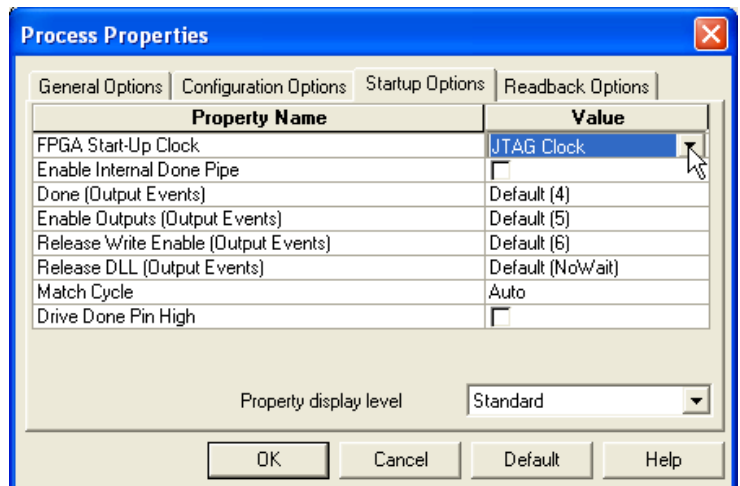 Process Properties
General Options Configuration Options Startup Options Readback Options
Property Name Value
FPGA Start-Up Clock JTAG Clock
Enable Internal Done Pipe
Done (Output Events) Default (4)
Enable Outputs (Output Events) Default (5)
Release Write Enable (Output Events) Default (6)
Release DLL (Output Events) Default (NoWait)
Match Cycle Auto
Drive Done Pin High
Property display level Standard
OK Cancel Default Help